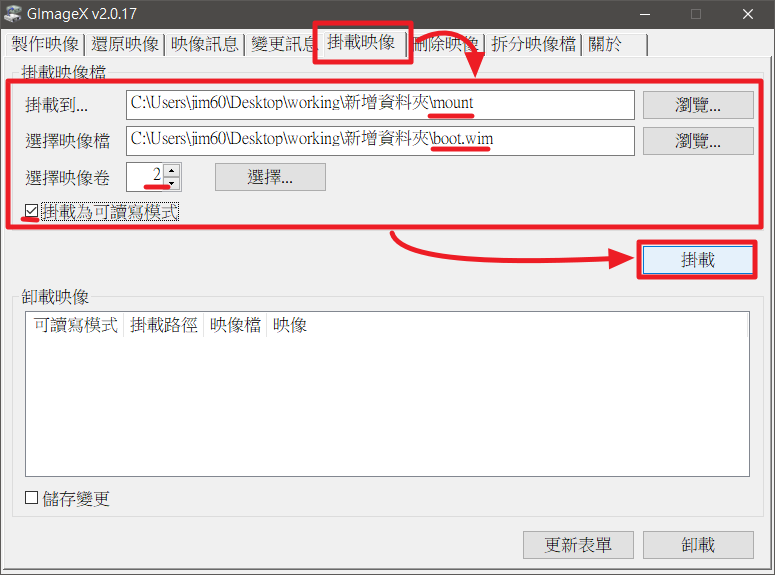 GImageX v2.0.17
製作映像 還原映像 映像訊息 變更訊息 掛載映像 刪除映像 拆分映像檔 關於
掛載映像檔
掛載到... C:\Users\jim60\Desktop\working\新增資料夾\mount 瀏覽...
選擇映像檔 C:\Users\jim60\Desktop\working\新增資料夾\boot.wim 瀏覽...
選擇映像卷 2 選擇...
掛載為可讀寫模式
掛載
卸載映像
可讀寫模式 掛載路徑 映像檔 映像
儲存變更
更新表單 卸載